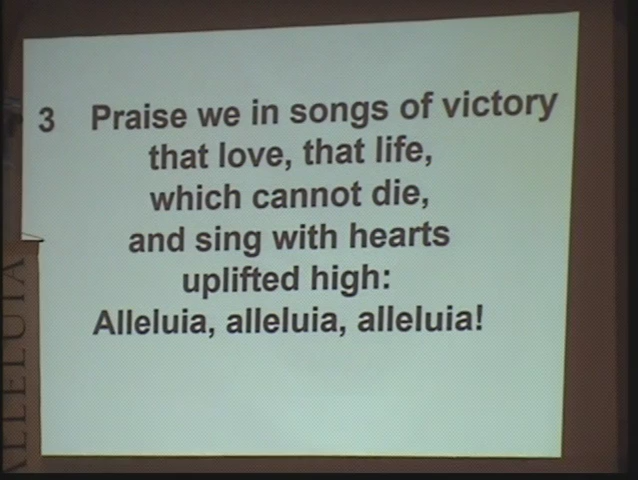 3 Praise we in songs of victory
that love, that life,
which cannot die,
and sing with hearts
uplifted high:
Alleluia, alleluia, alleluia!
ALLELUIA